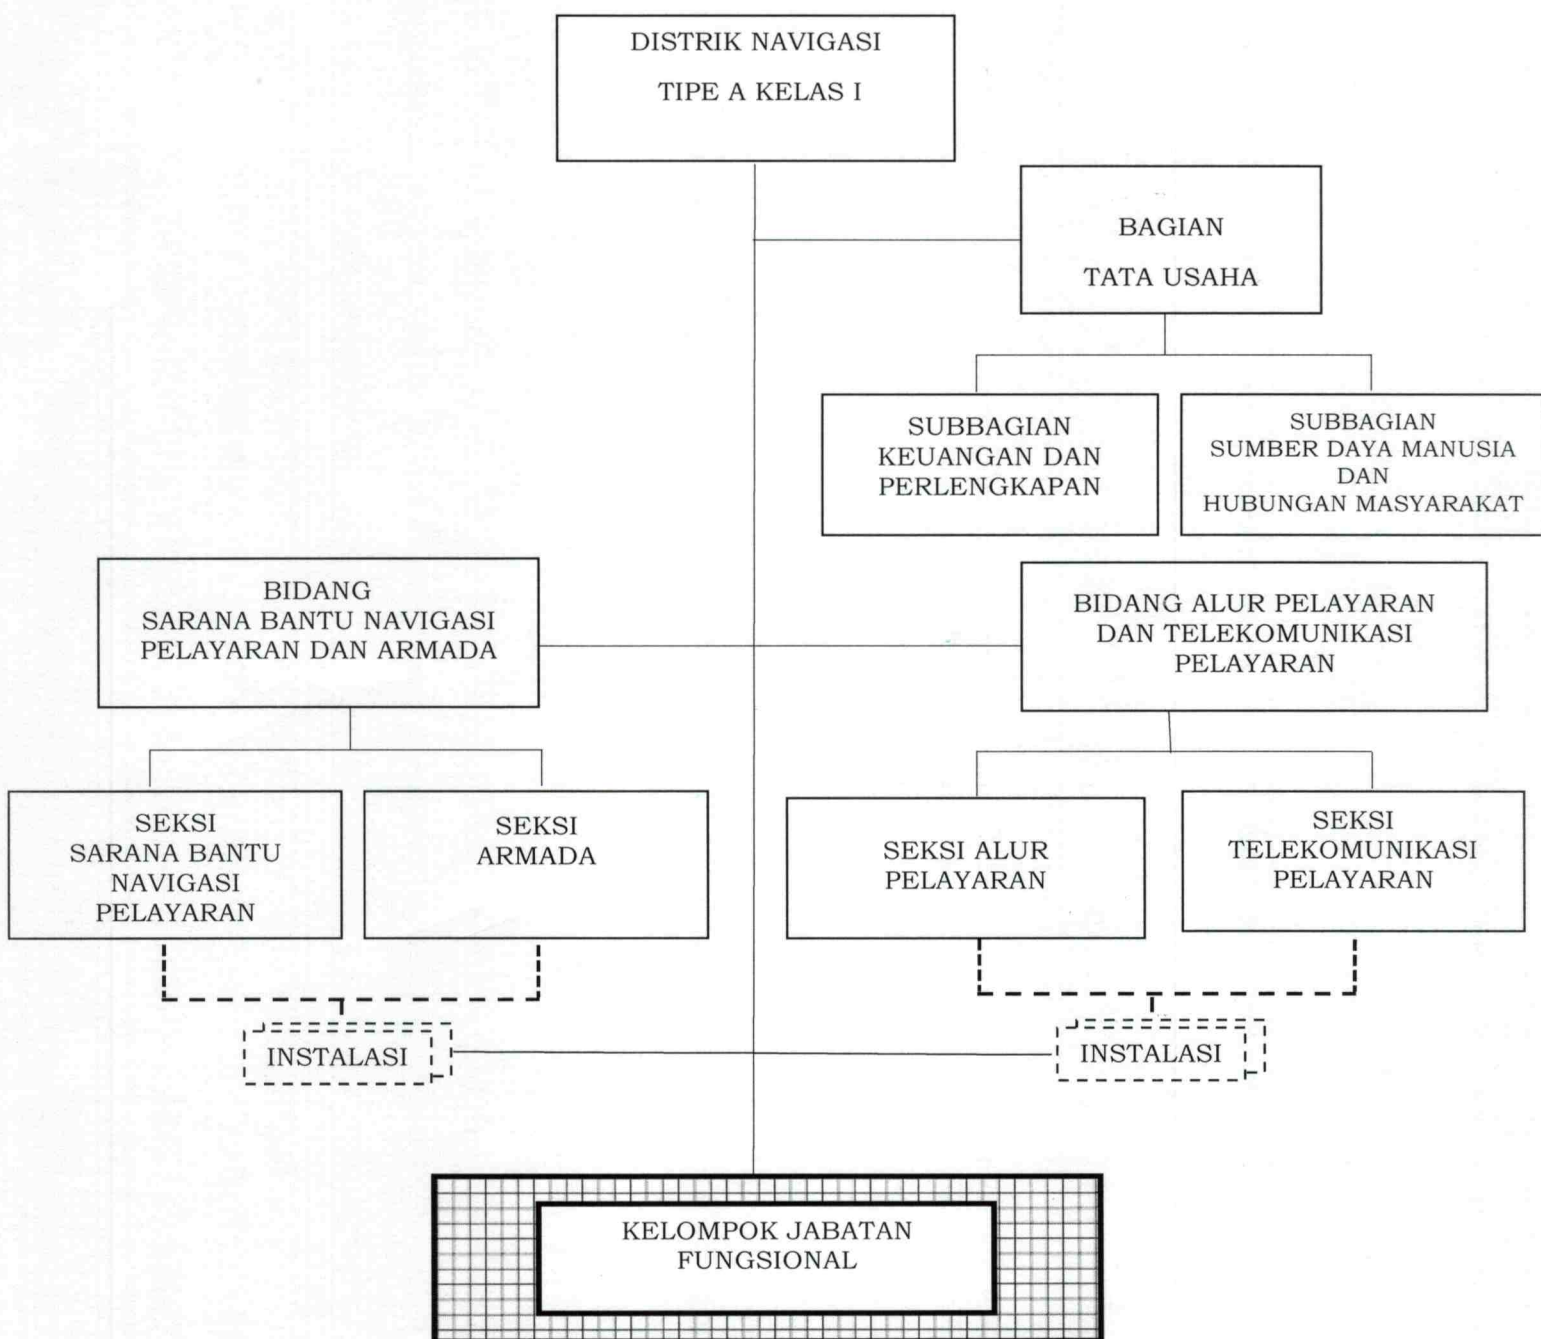 DISTRIK NAVIGASI
TIPE A KELAS I
BAGIAN
TATA USAHA
SUBBAGIAN
KEUANGAN DAN
PERLENGKAPAN
SUBBAGIAN
SUMBER DAYA MANUSIA
DAN
HUBUNGAN MASYARAKAT
BIDANG
SARANA BANTU NAVIGASI
PELAYARAN DAN ARMADA
BIDANG ALUR PELAYARAN
DAN TELEKOMUNIKASI
PELAYARAN
SEKSI
SARANA BANTU
NAVIGASI
PELAYARAN
SEKSI
ARMADA
SEKSI ALUR
PELAYARAN
SEKSI
TELEKOMUNIKASI
PELAYARAN
INSTALASI
INSTALASI
KELOMPOK JABATAN
FUNGSIONAL